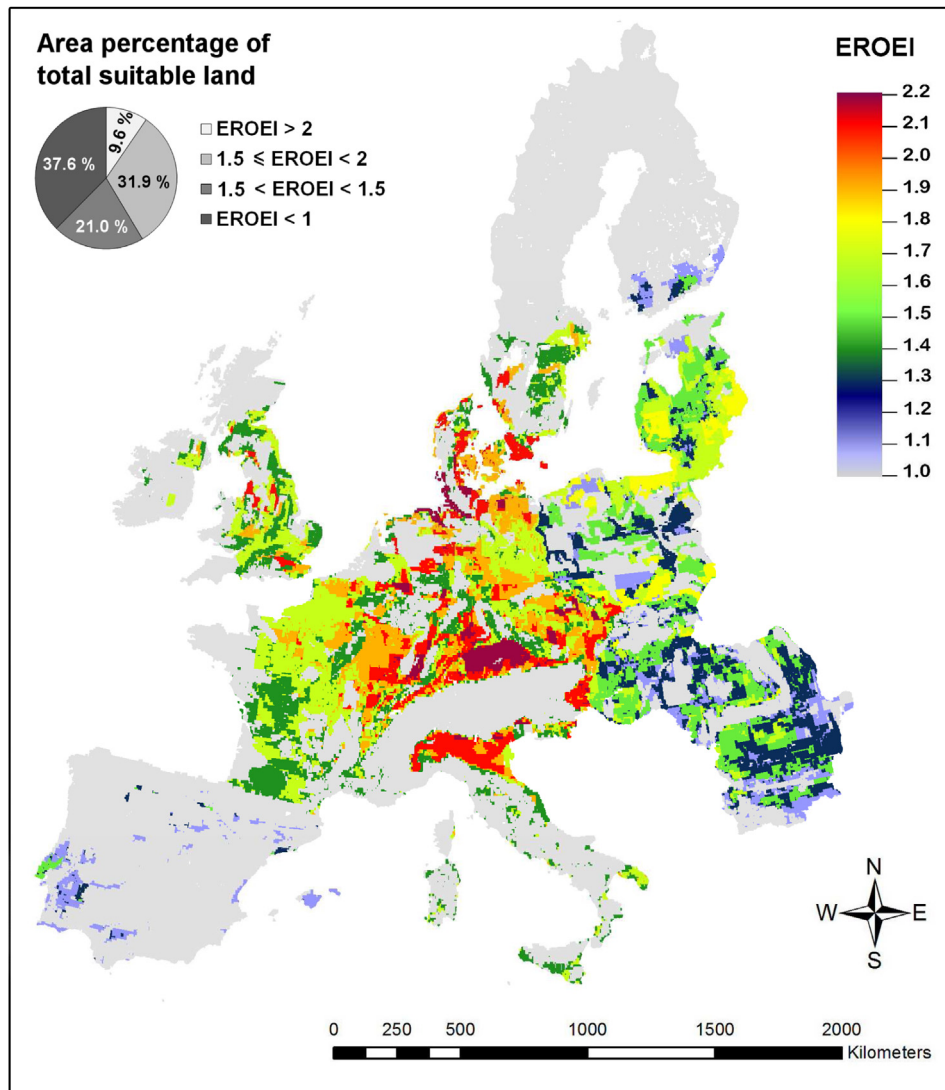 Area percentage of
total suitable land
9.6 %
31.9 %
21.0 %
37.6 %
EROEI > 2
1.5 ⩽ EROEI < 2
1.5 < EROEI < 1.5
EROEI < 1
EROEI
2.2
2.1
2.0
1.9
1.8
1.7
1.6
1.5
1.4
1.3
1.2
1.1
1.0
N
W E
S
0 250 500 1000 1500 2000
Kilometers